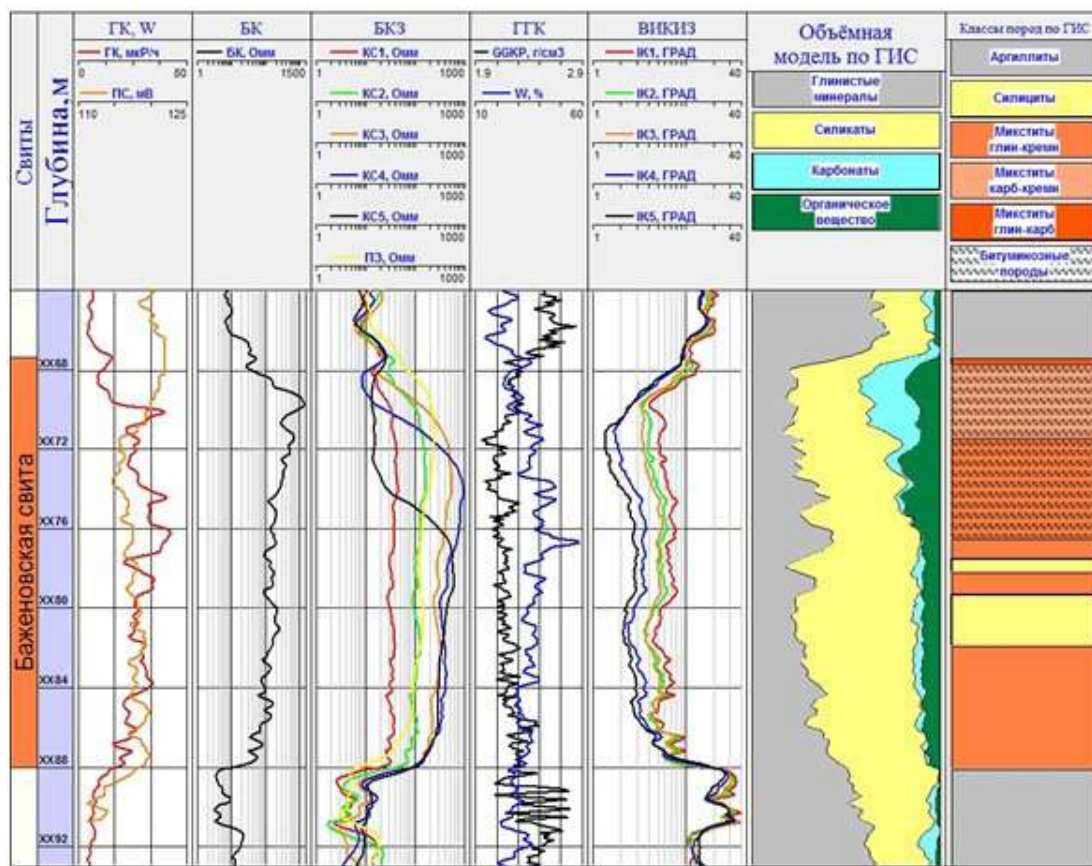 Свиты
Глубина,м
ГК, W
ГК, мкР/ч
0 50
ПС, мВ
110 125
БК
БК, Омм
1 1500
БКЗ
КС1, Омм
1 1000
КС2, Омм
1 1000
КС3, Омм
1 1000
КС4, Омм
1 1000
КС5, Омм
1 1000
ПЗ, Омм
1 1000
ГГК
GGKP, г/см3
1.9 2.9
W, %
10 60
ВИКИЗ
IK1, ГРАД
1 40
IK2, ГРАД
1 40
IK3, ГРАД
1 40
IK4, ГРАД
1 40
IK5, ГРАД
1 40
Объёмная
модель по ГИС
Глинистые
минералы
Силикаты
Карбонаты
Органическое
вещество
Классы пород по ГИС
Аргиллиты
Силициты
Микститы
глин-кремн
Микститы
карб-кремн
Микститы
глин-карб
Битуминозные
породы
Баженовская свита
XX68
XX72
XX76
XX80
XX84
XX88
XX92